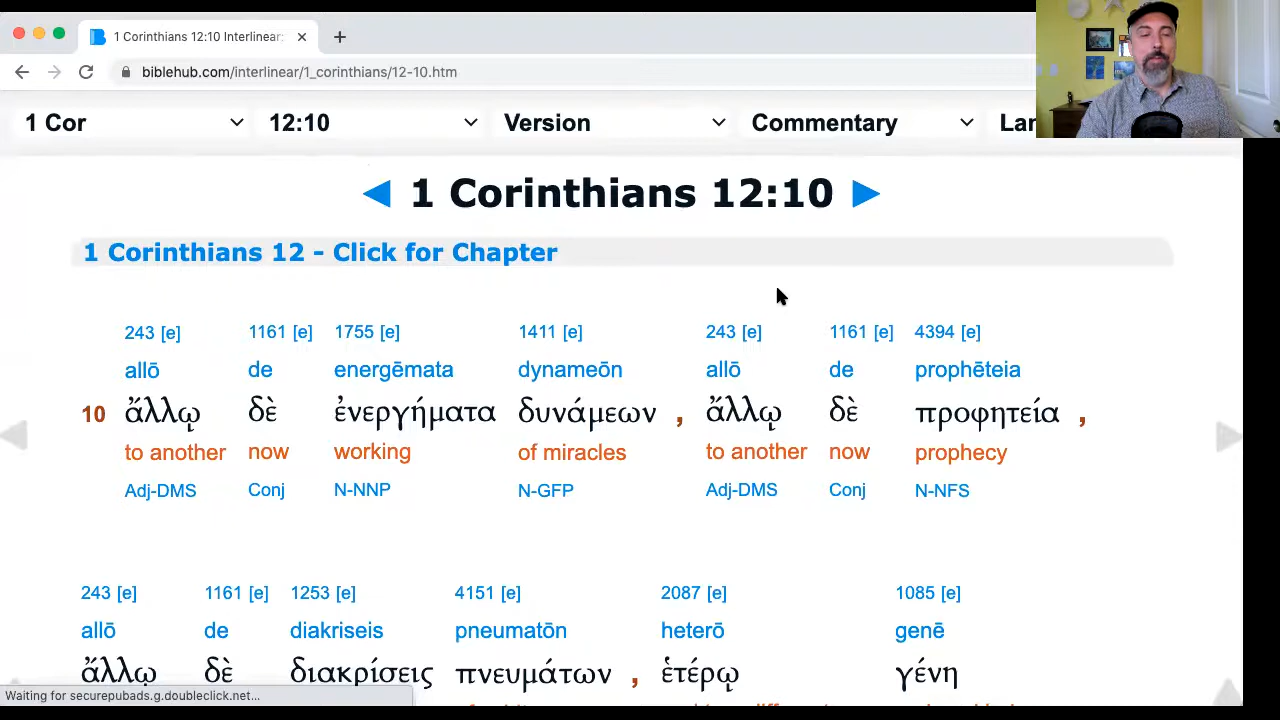 1 Corinthians 12:10 Interlinear:
biblehub.com/interlinear/1_corinthians/12-10.htm
1 Cor 12:10 Version Commentary Lan
1 Corinthians 12:10
1 Corinthians 12 - Click for Chapter
243 [e] 1161 [e] 1755 [e] 1411 [e] 243 [e] 1161 [e] 4394 [e]
allō de energēmata dynameōn allō de prophēteia
10 ἄλλῳ δὲ ἐνεργήματα δυνάμεων , ἄλλῳ δὲ προφητεία ,
to another now working of miracles to another now prophecy
Adj-DMS Conj N-NNP N-GFP Adj-DMS Conj N-NFS
243 [e] 1161 [e] 1253 [e] 4151 [e] 2087 [e] 1085 [e]
allō de diakriseis pneumatōn heterō genē
ἄλλῳ δὲ διακρίσεις πνευμάτων , ἑτέρῳ γένη
Waiting for securepubads.g.doubleclick.net...